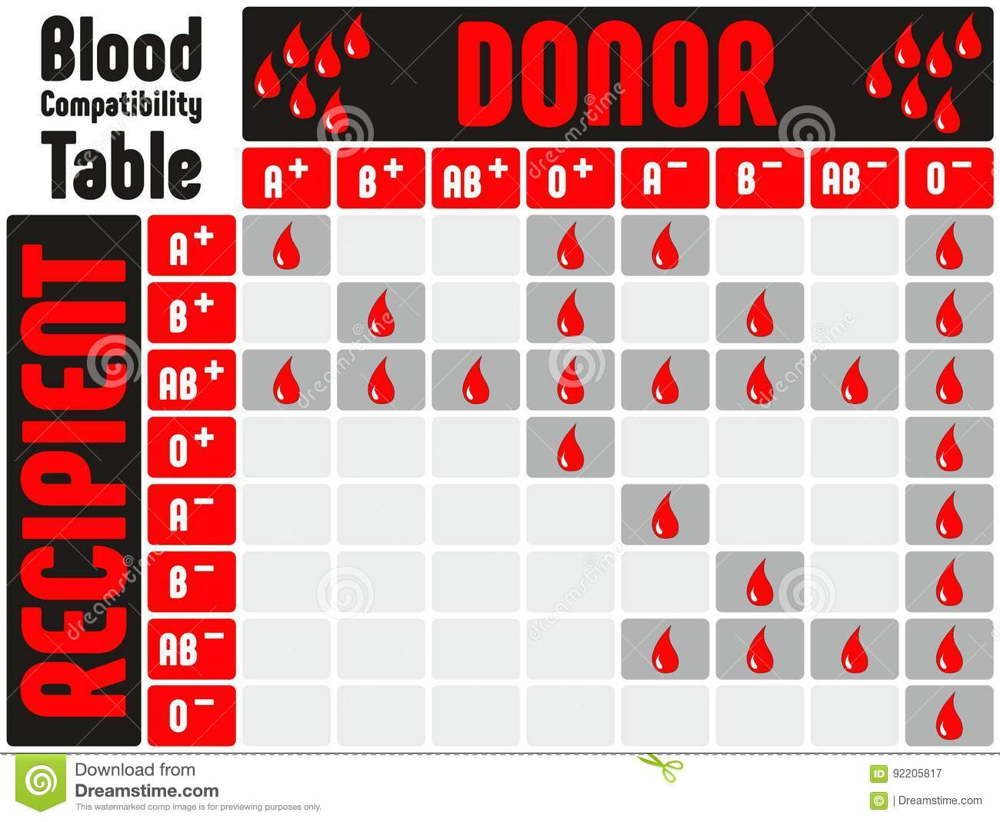 Blood
Compatibility
Table
DONOR
A+ B+ AB+ O+ A− B− AB− O−
RECIPIENT
A+
B+
AB+
O+
A−
B−
AB−
O−
dreamstime
Download from
Dreamstime.com
This watermarked comp image is for previewing purposes only.
ID 92205817
© | Dreamstime.com